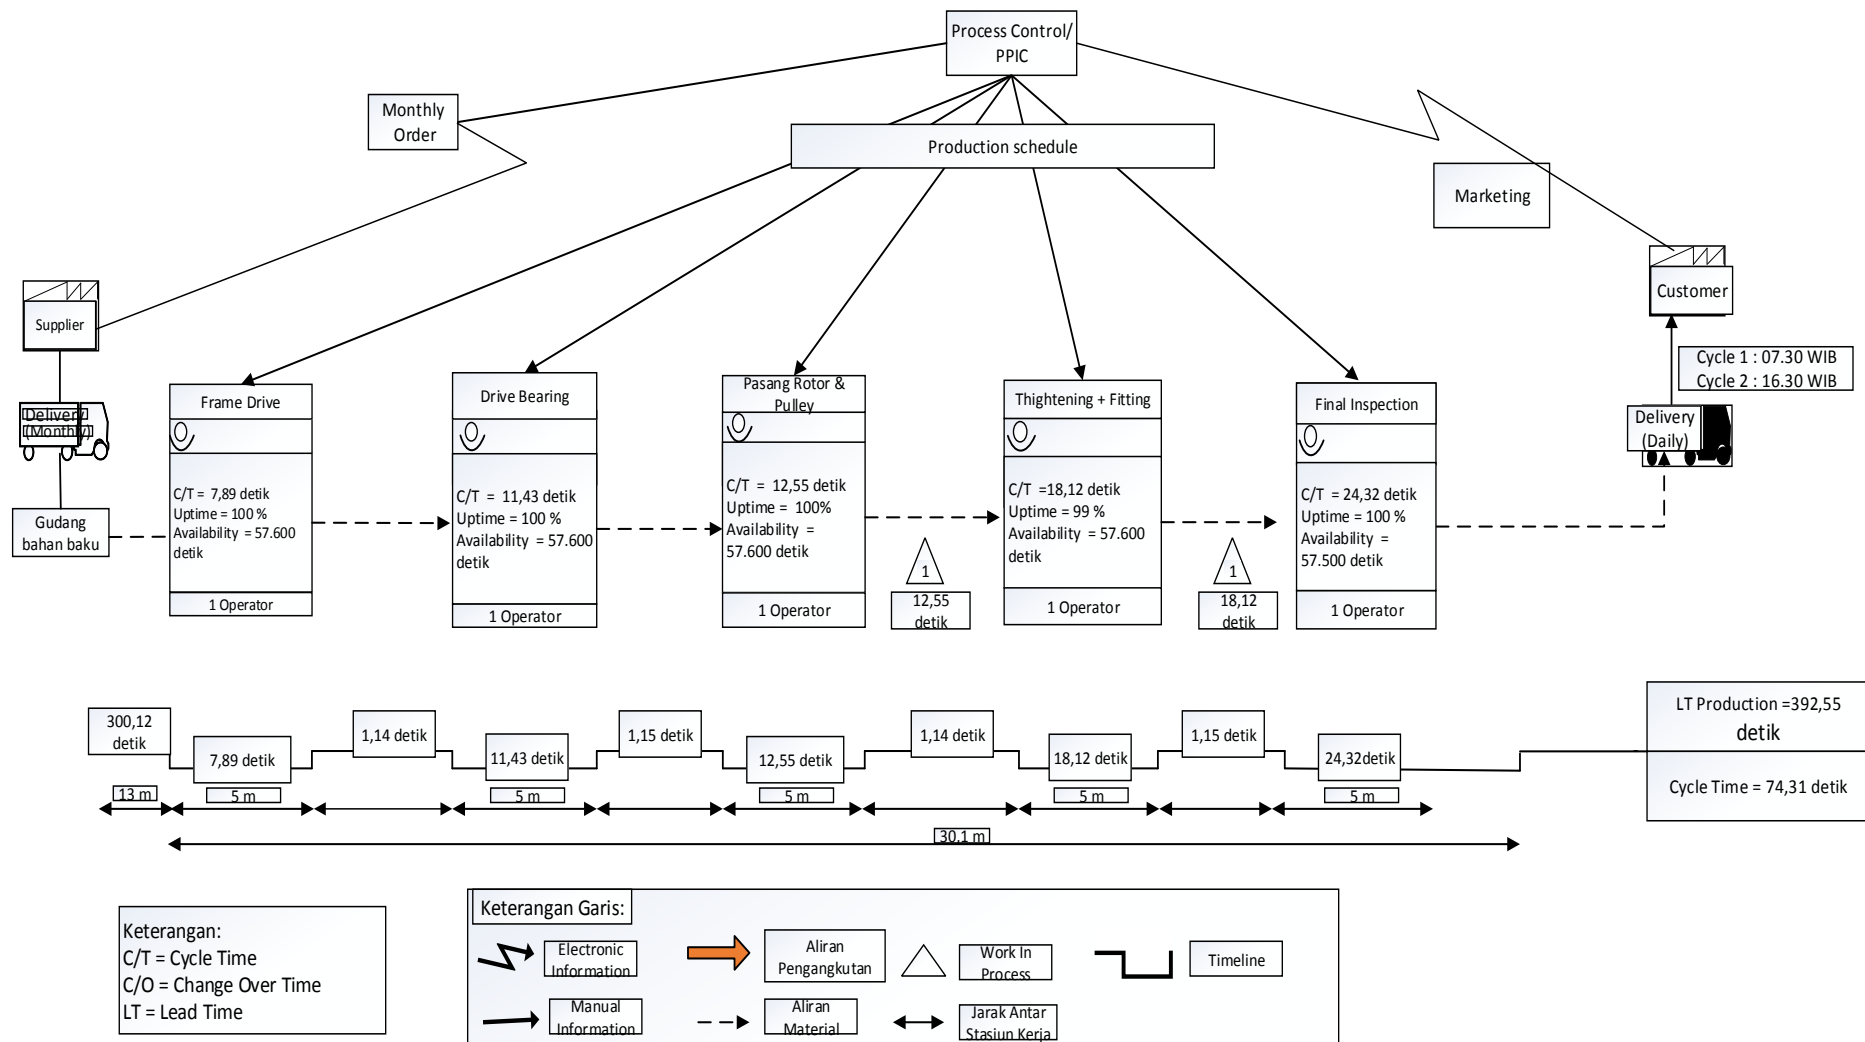 Process Control/
PPIC
Monthly
Order
Production schedule
Marketing
Supplier
Customer
Cycle 1 : 07.30 WIB
Cycle 2 : 16.30 WIB
Delivery
(Monthly)
Delivery
(Daily)
Gudang
bahan baku
Frame Drive
C/T = 7,89 detik
Uptime = 100 %
Availability = 57.600
detik
1 Operator
Drive Bearing
C/T = 11,43 detik
Uptime = 100 %
Availability = 57.600
detik
1 Operator
Pasang Rotor &
Pulley
C/T = 12,55 detik
Uptime = 100%
Availability =
57.600 detik
1 Operator
1
12,55
detik
Thightening + Fitting
C/T =18,12 detik
Uptime = 99 %
Availability = 57.600
detik
1 Operator
1
18,12
detik
Final Inspection
C/T = 24,32 detik
Uptime = 100 %
Availability =
57.500 detik
1 Operator
300,12
detik
7,89 detik
1,14 detik
11,43 detik
1,15 detik
12,55 detik
1,14 detik
18,12 detik
1,15 detik
24,32detik
LT Production =392,55
detik
Cycle Time = 74,31 detik
13 m
5 m
5 m
5 m
5 m
5 m
30,1 m
Keterangan:
C/T = Cycle Time
C/O = Change Over Time
LT = Lead Time
Keterangan Garis:
Electronic
Information
Aliran
Pengangkutan
Work In
Process
Timeline
Manual
Information
Aliran
Material
Jarak Antar
Stasiun Kerja